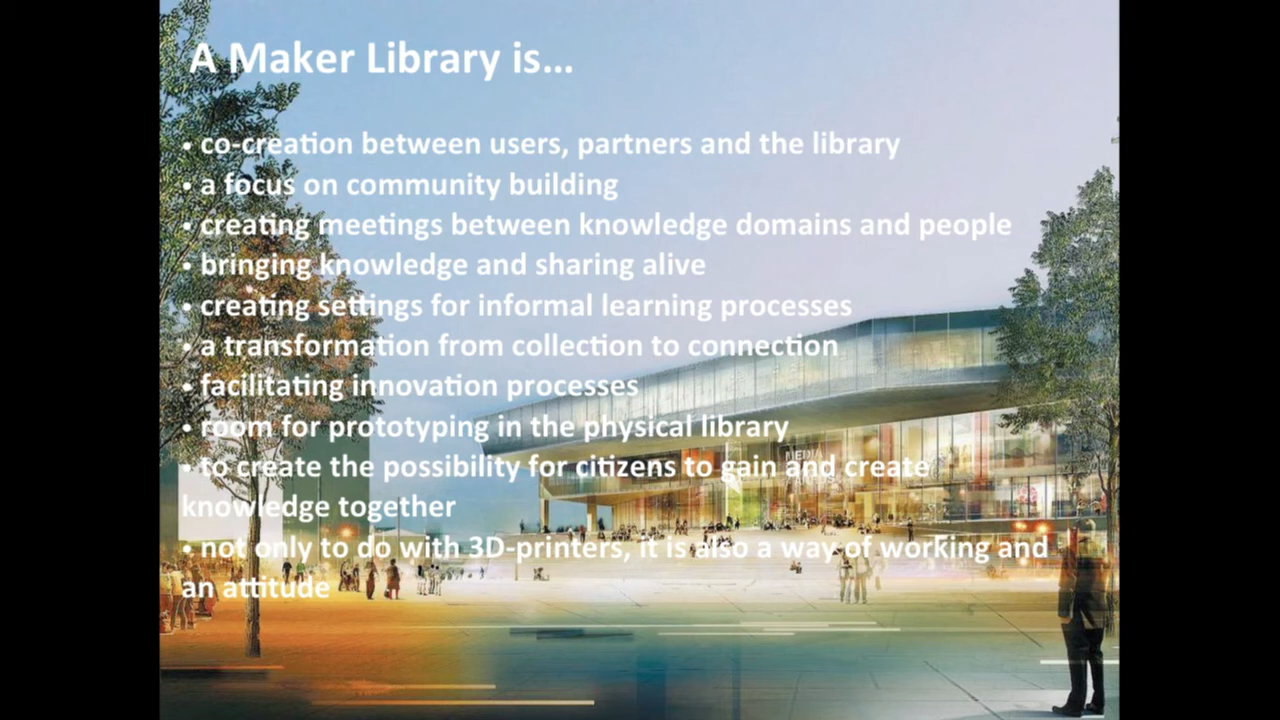 A Maker Library is...
• co-creation between users, partners and the library
• a focus on community building
• creating meetings between knowledge domains and people
• bringing knowledge and sharing alive
• creating settings for informal learning processes
• a transformation from collection to connection
• facilitating innovation processes
• room for prototyping in the physical library
MEDIA
• to create the possibility for citizens to gain and create
knowledge together
• not only to do with 3D-printers, it is also a way of working and
an attitude